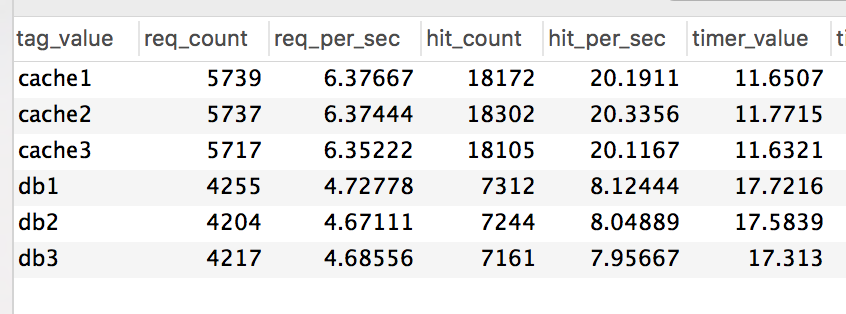 tag_value req_count req_per_sec hit_count hit_per_sec timer_value
cache1 5739 6.37667 18172 20.1911 11.6507
cache2 5737 6.37444 18302 20.3356 11.7715
cache3 5717 6.35222 18105 20.1167 11.6321
db1 4255 4.72778 7312 8.12444 17.7216
db2 4204 4.67111 7244 8.04889 17.5839
db3 4217 4.68556 7161 7.95667 17.313